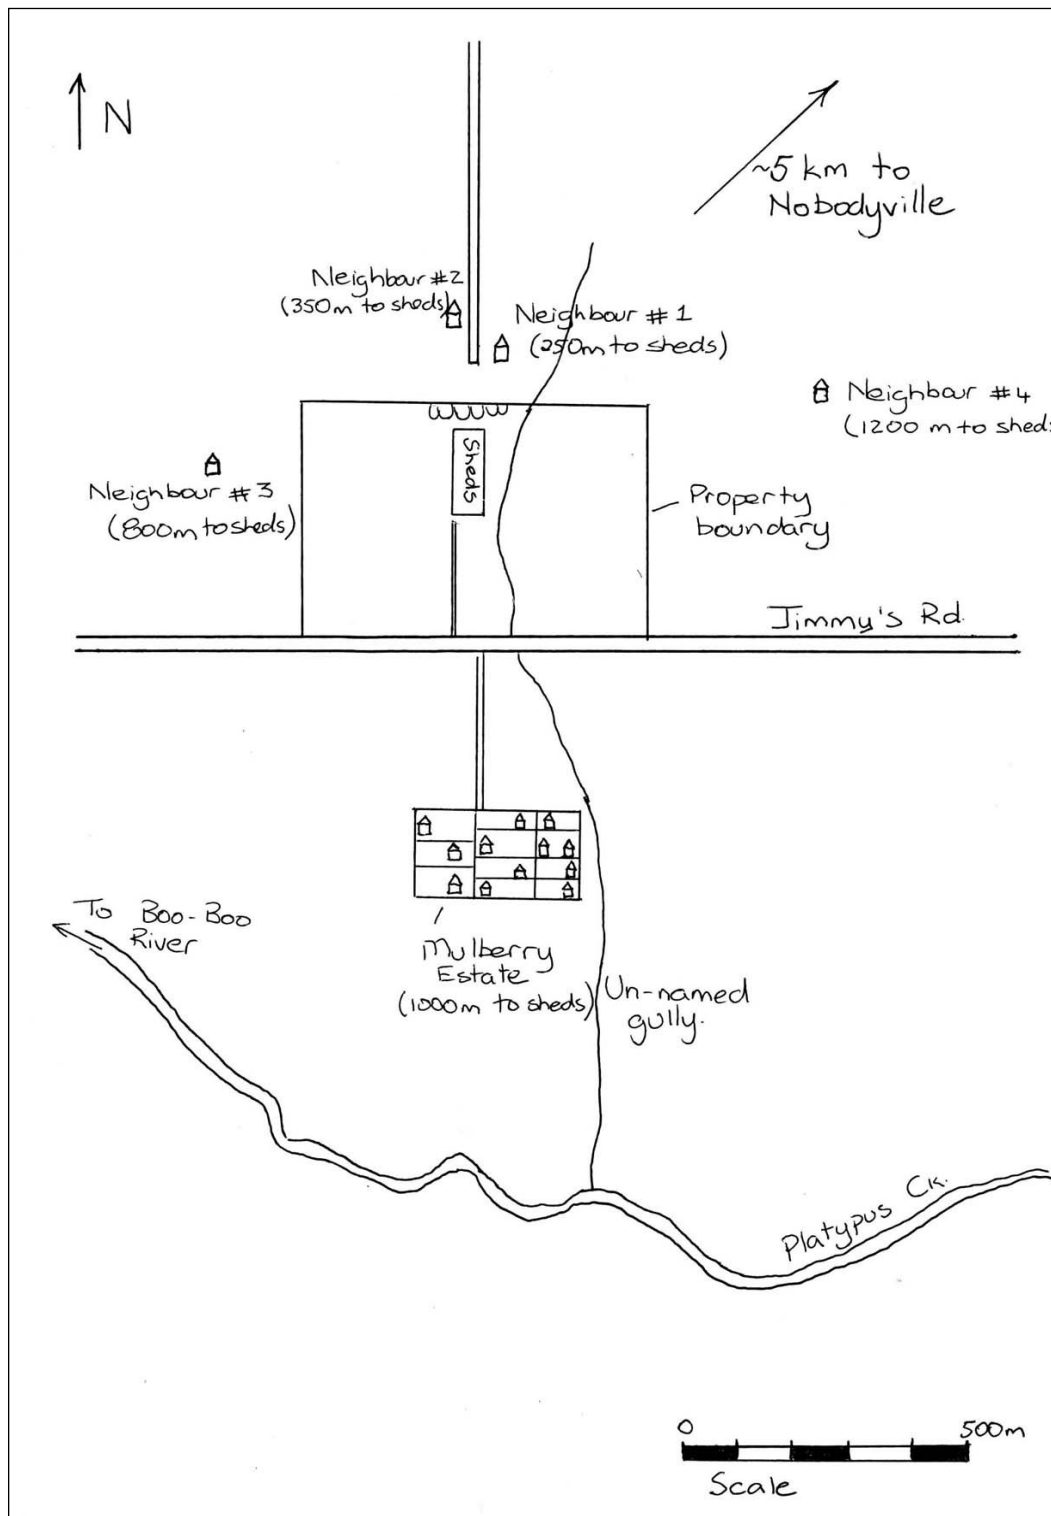 N
~5 km to
Nobodyville
Neighbour #2
(350m to sheds)
Neighbour #1
(250m to sheds)
Neighbour #4
(1200 m to sheds
Sheds
Neighbour #3
(800m to sheds)
Property
boundary
Jimmy's Rd.
To Boo-Boo
River
Mulberry
Estate
(1000m to sheds)
Un-named
gully.
Platypus Ck.
0 500m
Scale